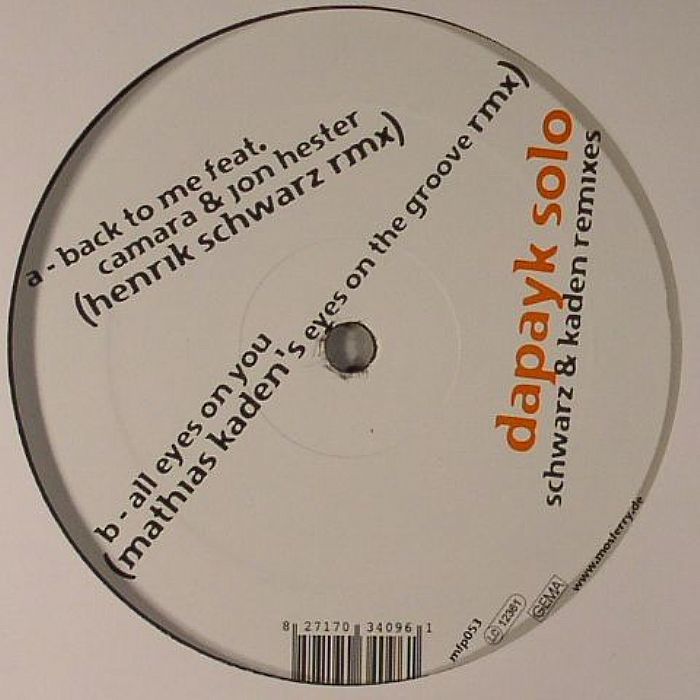 a - back to me feat.
camara & jon hester
(henrik schwarz rmx)
b - all eyes on you
(mathias kaden's eyes on the groove rmx)
dapayk solo
schwarz & kaden remixes
www.mosferry.de
GEMA
LC 12361
mfp053
8 27170 34096 1